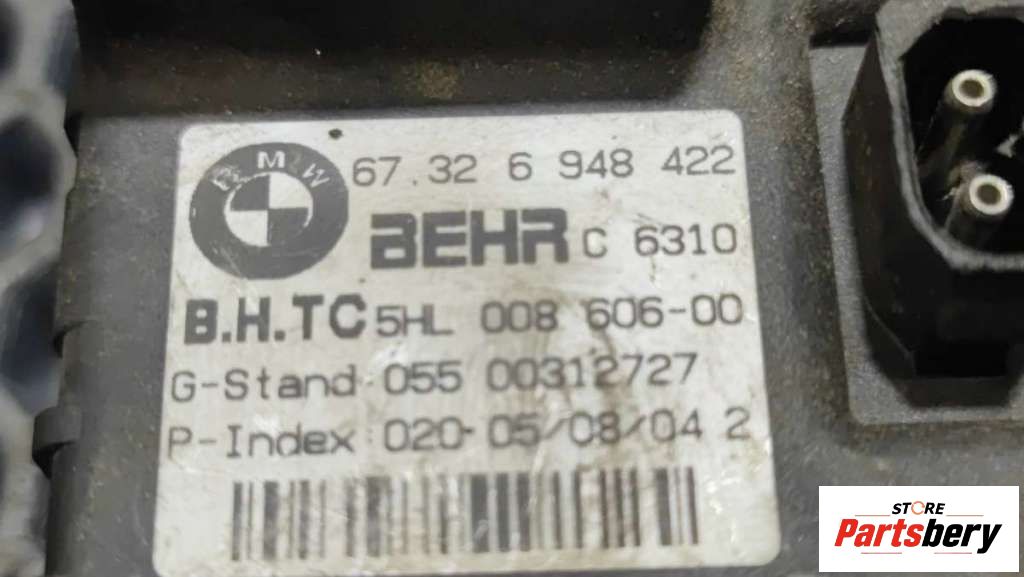 BMW
67.32 6 948 422
BEHR C 6310
B.H.TC 5HL 008 606-00
G-Stand 055 00312727
P-Index 020-05/08/04 2
STORE
Partsbery